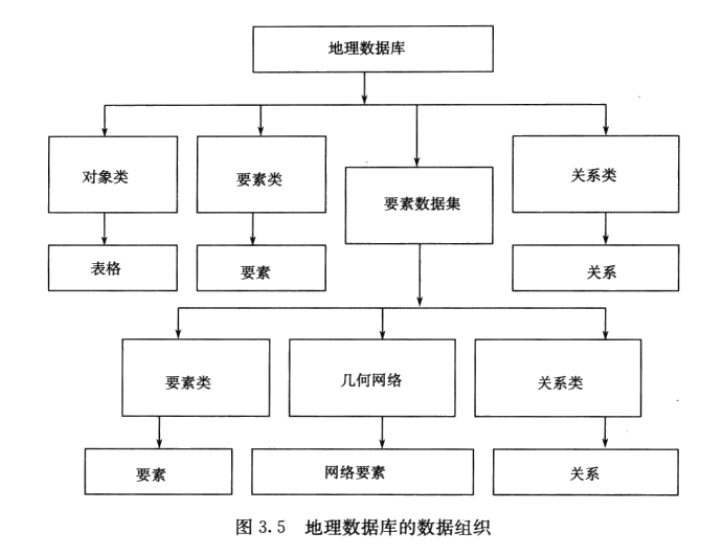 地理数据库
对象类
要素类
要素数据集
关系类
表格
要素
关系
要素类
几何网络
关系类
要素
网络要素
关系
图 3.5 地理数据库的数据组织